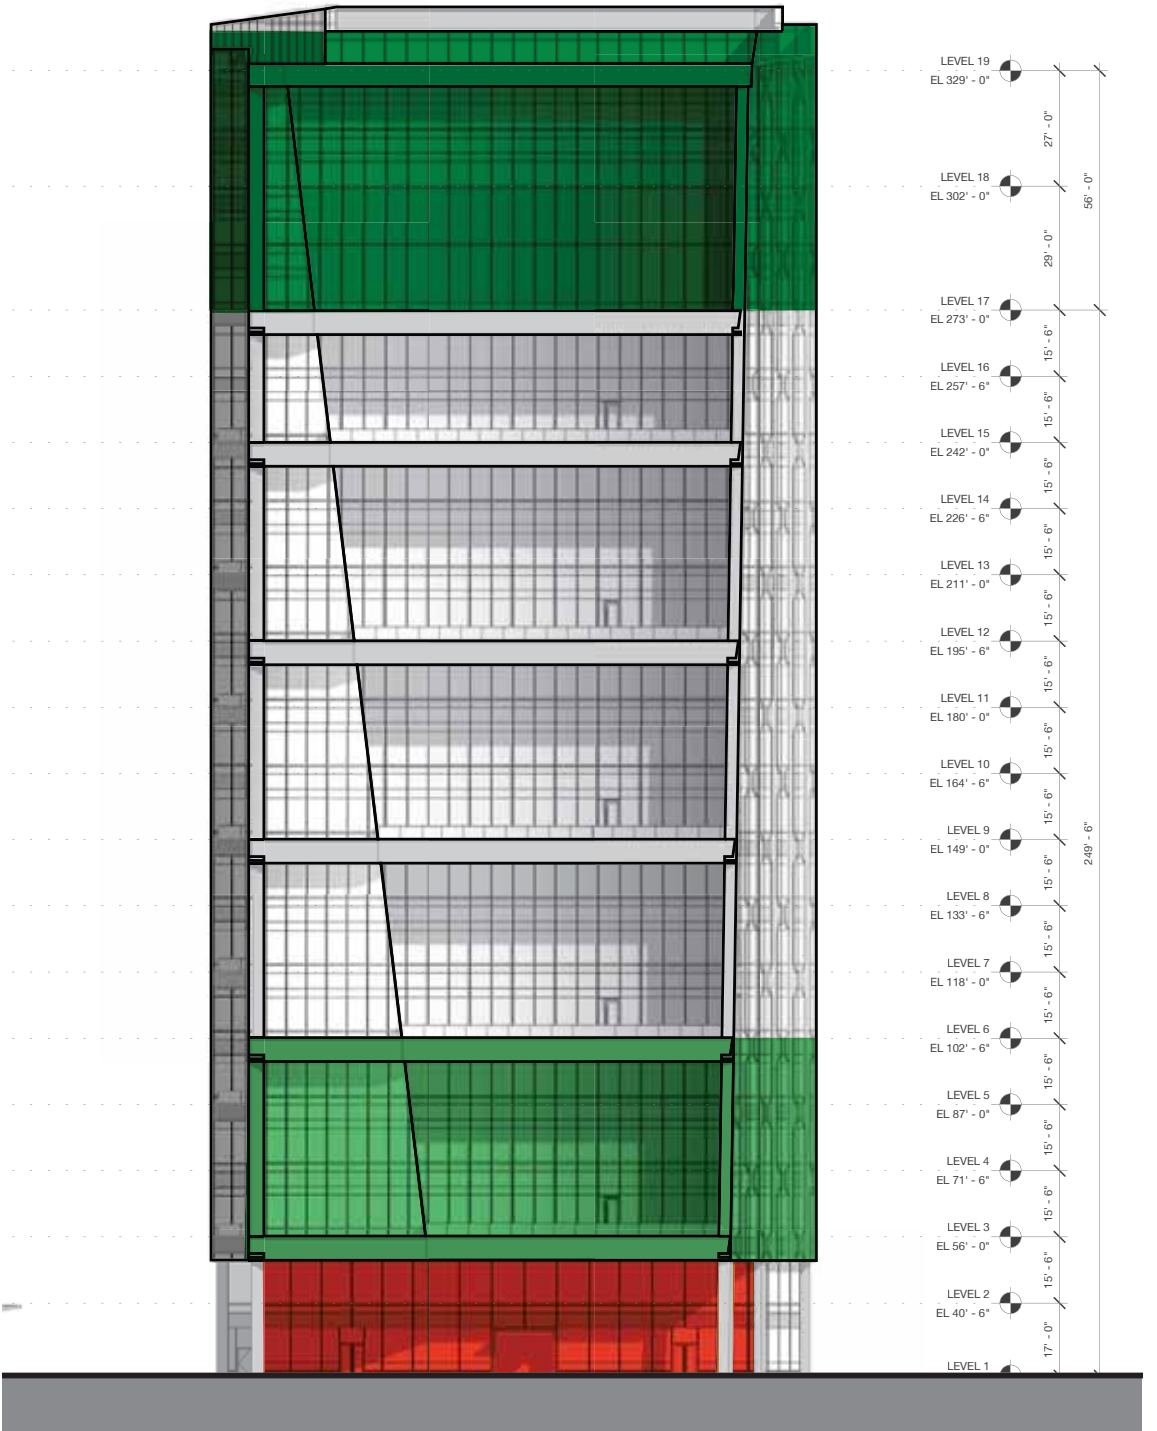 LEVEL 19
EL 329' - 0"
27' - 0"
LEVEL 18
EL 302' - 0"
56' - 0"
29' - 0"
LEVEL 17
EL 273' - 0"
15' - 6"
LEVEL 16
EL 257' - 6"
15' - 6"
LEVEL 15
EL 242' - 0"
15' - 6"
LEVEL 14
EL 226' - 6"
15' - 6"
LEVEL 13
EL 211' - 0"
15' - 6"
LEVEL 12
EL 195' - 6"
15' - 6"
LEVEL 11
EL 180' - 0"
15' - 6"
LEVEL 10
EL 164' - 6"
15' - 6"
LEVEL 9
EL 149' - 0"
249' - 6"
15' - 6"
LEVEL 8
EL 133' - 6"
15' - 6"
LEVEL 7
EL 118' - 0"
15' - 6"
LEVEL 6
EL 102' - 6"
15' - 6"
LEVEL 5
EL 87' - 0"
15' - 6"
LEVEL 4
EL 71' - 6"
15' - 6"
LEVEL 3
EL 56' - 0"
15' - 6"
LEVEL 2
EL 40' - 6"
17' - 0"
LEVEL 1